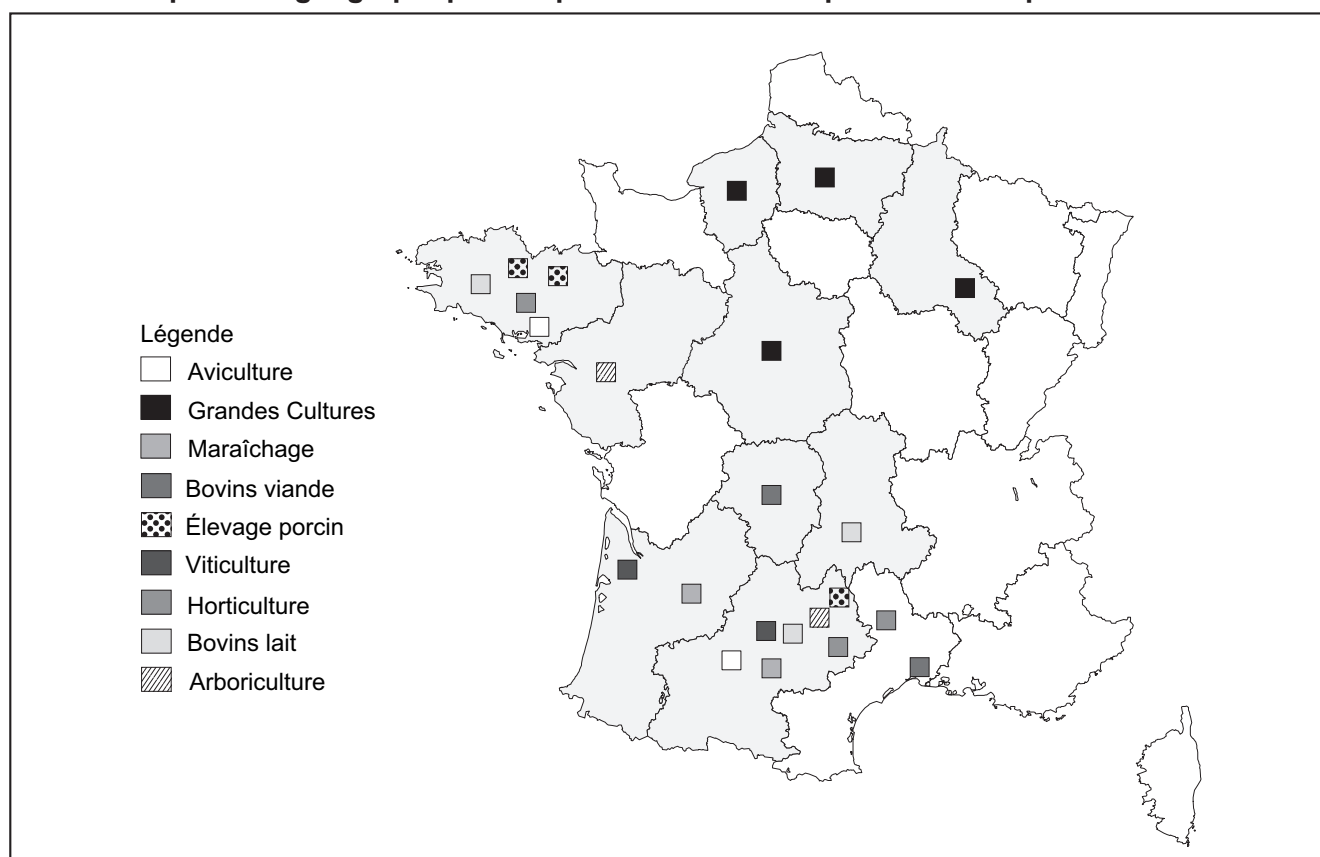 Légende
Aviculture
Grandes Cultures
Maraîchage
Bovins viande
Élevage porcin
Viticulture
Horticulture
Bovins lait
Arboriculture